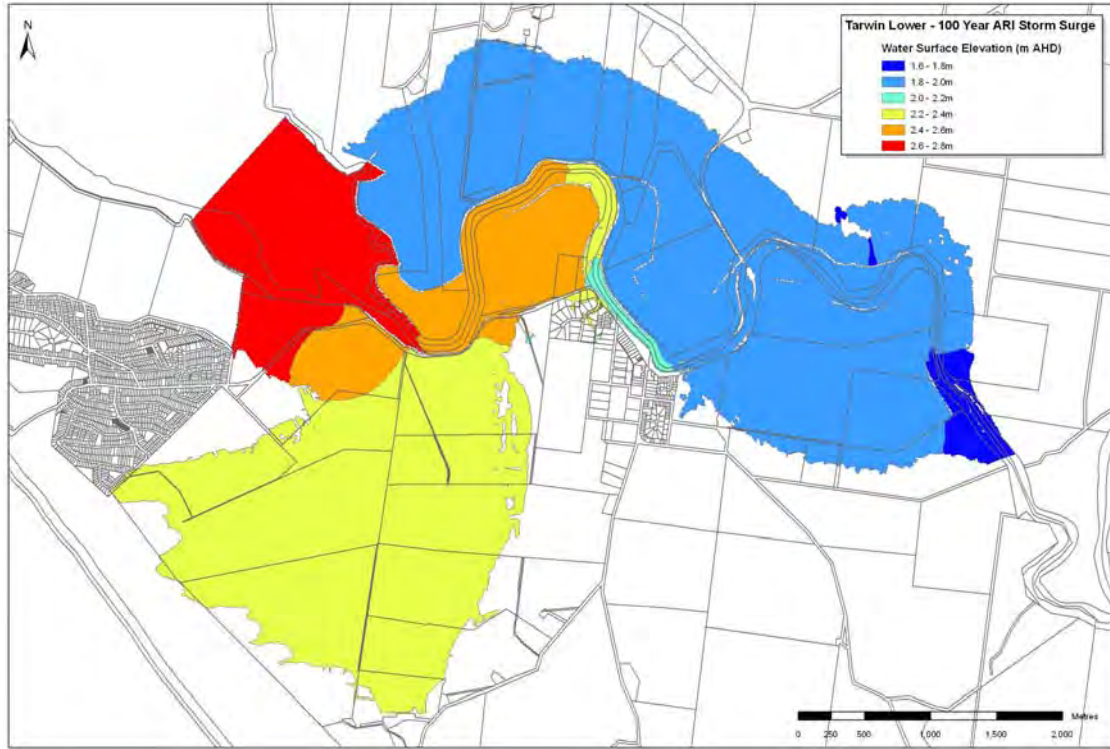 N
Tarwin Lower - 100 Year ARI Storm Surge
Water Surface Elevation (m AHD)
1.6 - 1.8m
1.8 - 2.0m
2.0 - 2.2m
2.2 - 2.4m
2.4 - 2.6m
2.6 - 2.8m
Metres
0 250 500 1,000 1,500 2,000